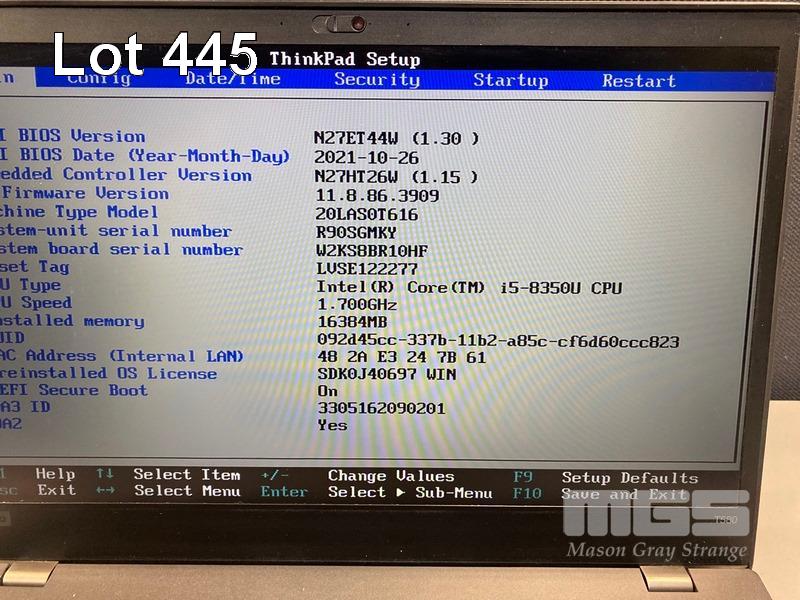 Lot 445
ThinkPad Setup
n Config Date/Time Security Startup Restart
I BIOS Version N27ET44W (1.30 )
I BIOS Date (Year-Month-Day) 2021-10-26
edded Controller Version N27HT26W (1.15 )
Firmware Version 11.8.86.3909
chine Type Model 20LAS0T616
stem-unit serial number R90SGMKY
stem board serial number W2KS8BR10HF
set Tag LVSE122277
U Type Intel(R) Core(TM) i5-8350U CPU
U Speed 1.700GHz
nstalled memory 16384MB
UID 092d45cc-337b-11b2-a85c-cf6d60ccc823
AC Address (Internal LAN) 48 2A E3 24 7B 61
reinstalled OS License SDK0J40697 WIN
EFI Secure Boot On
A3 ID 3305162090201
OA2 Yes
1 Help ↑↓ Select Item +/- Change Values F9 Setup Defaults
sc Exit ←→ Select Menu Enter Select ▶ Sub-Menu F10 Save and Exit
MGS
T580
Mason Gray Strange